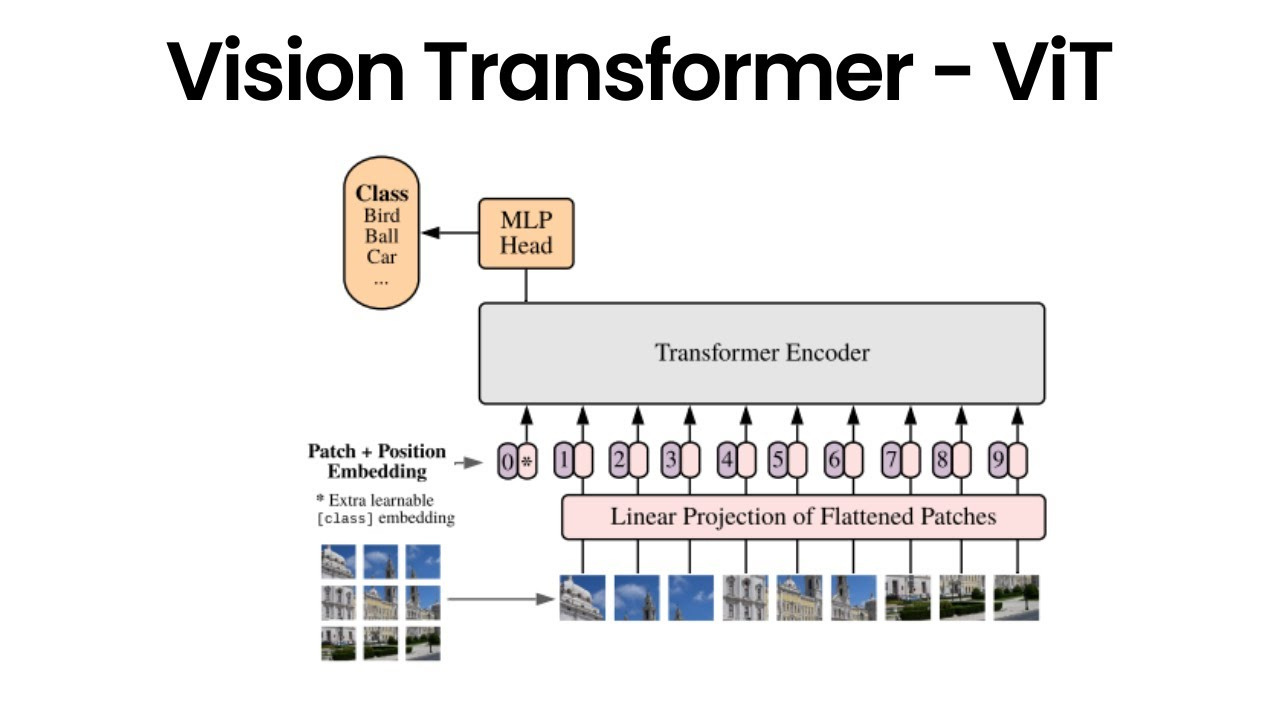 Vision Transformer - ViT
Class
Bird
Ball
Car
...
MLP
Head
Transformer Encoder
Patch + Position
Embedding
0 * 1 2 3 4 5 6 7 8 9
* Extra learnable
[class] embedding
Linear Projection of Flattened Patches